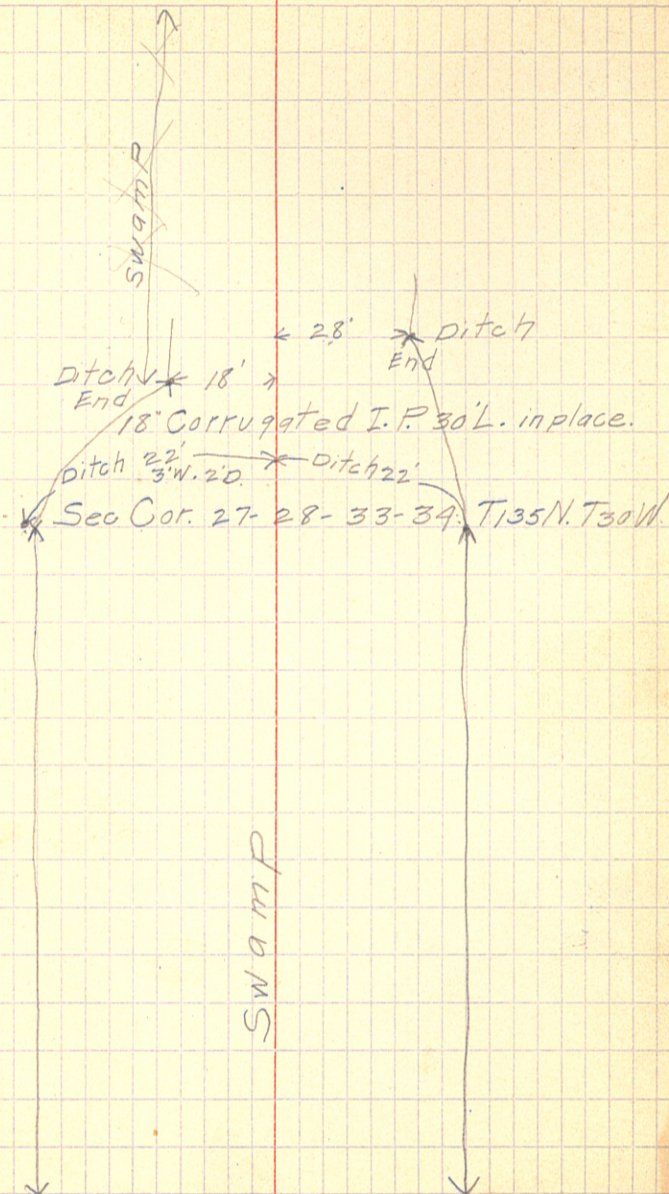 Swamp
28'
Ditch
End
Ditch
End
18'
18" Corrugated I.P. 30'L. in place.
Ditch 22'
3'W. 2'D.
Ditch 22'
Sec Cor. 27-28-33-34. T135N. T30W.
Swamp